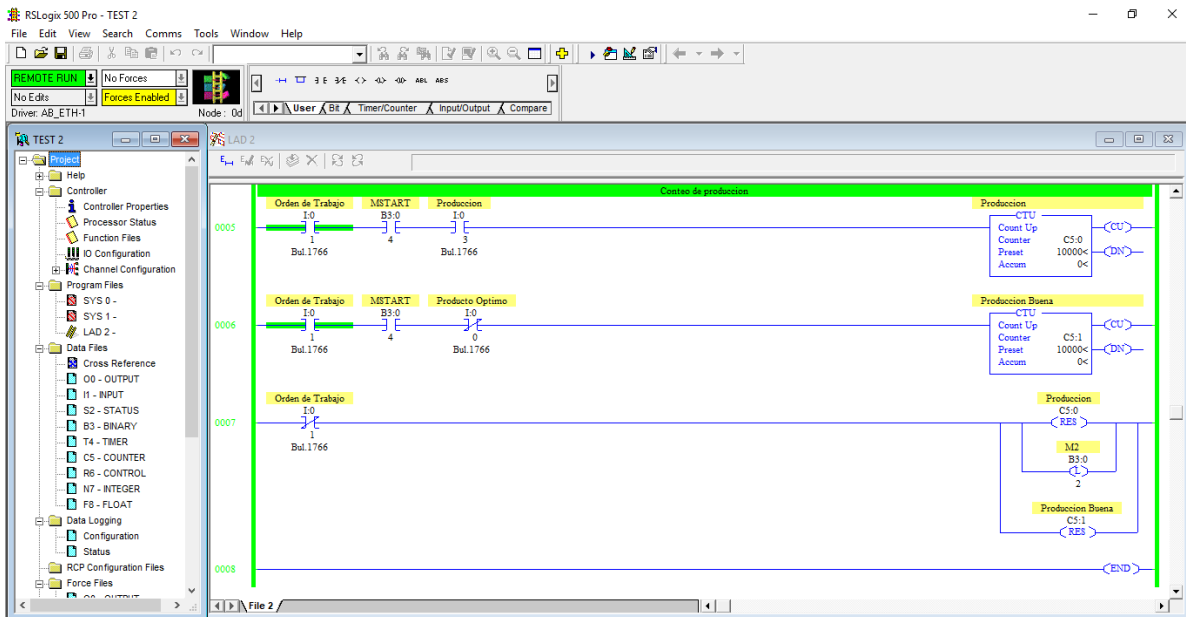 RSLogix 500 Pro - TEST 2
File Edit View Search Comms Tools Window Help
REMOTE RUN No Forces
No Edits Forces Enabled
Driver: AB_ETH-1 Node : 0d
ABL ABS
User Bit Timer/Counter Input/Output Compare
TEST 2
Project
Help
Controller
Controller Properties
Processor Status
Function Files
IO Configuration
Channel Configuration
Program Files
SYS 0 -
SYS 1 -
LAD 2 -
Data Files
Cross Reference
O0 - OUTPUT
I1 - INPUT
S2 - STATUS
B3 - BINARY
T4 - TIMER
C5 - COUNTER
R6 - CONTROL
N7 - INTEGER
F8 - FLOAT
Data Logging
Configuration
Status
RCP Configuration Files
Force Files
O0 - OUTPUT
LAD 2
Conteo de produccion
Orden de Trabajo MSTART Produccion Produccion
I:0 B3:0 I:0 CTU
0005 Count Up CU
1 4 3 Counter C5:0
Bul.1766 Bul.1766 Preset 10000< DN
Accum 0<
Orden de Trabajo MSTART Producto Optimo Produccion Buena
I:0 B3:0 I:0 CTU
0006 Count Up CU
1 4 0 Counter C5:1
Bul.1766 Bul.1766 Preset 10000< DN
Accum 0<
Orden de Trabajo Produccion
I:0 C5:0
0007 RES
1
Bul.1766 M2
B3:0
L
2
Produccion Buena
C5:1
RES
0008 END
File 2